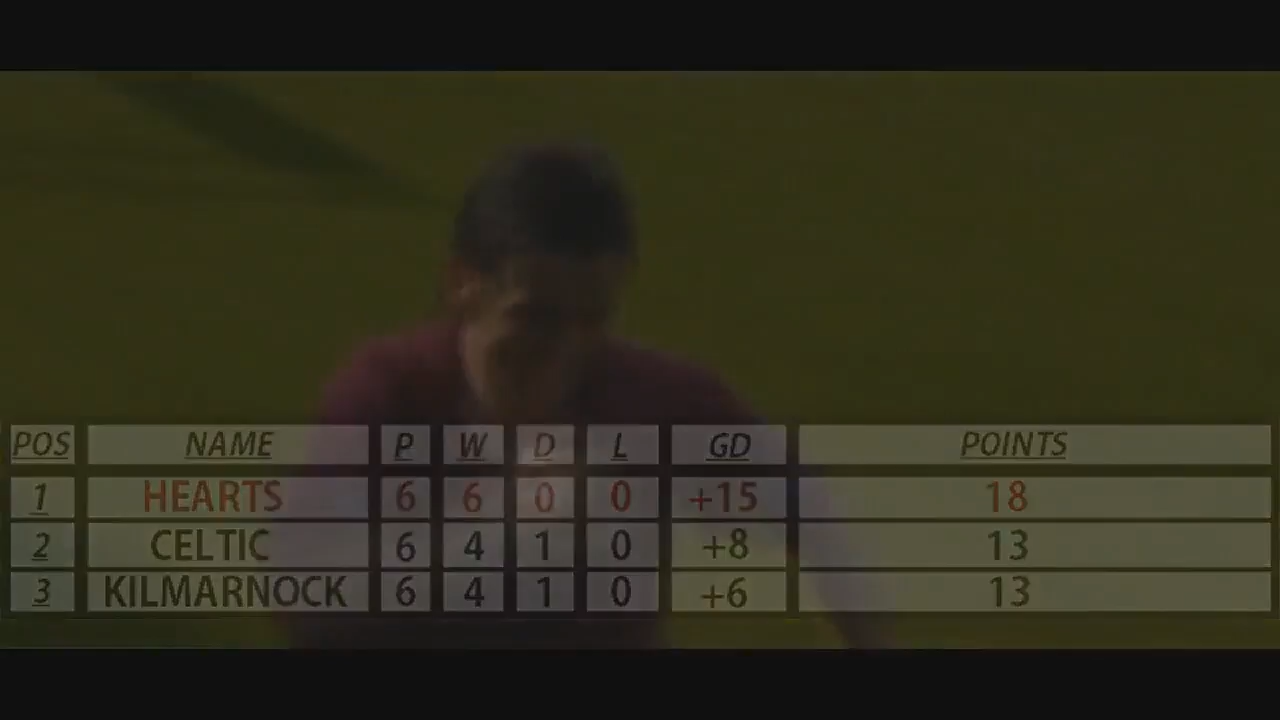 POS NAME P W D L GD POINTS
1 HEARTS 6 6 0 0 +15 18
2 CELTIC 6 4 1 0 +8 13
3 KILMARNOCK 6 4 1 0 +6 13